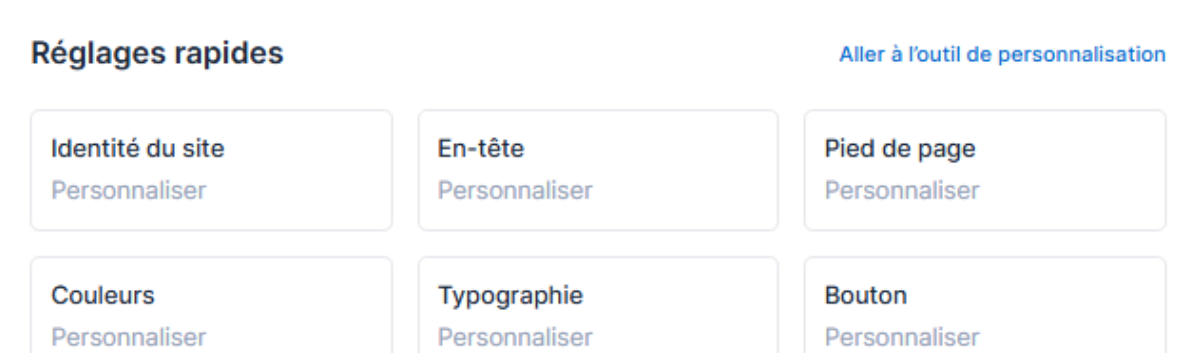 Réglages rapides
Aller à l’outil de personnalisation
Identité du site
Personnaliser
En-tête
Personnaliser
Pied de page
Personnaliser
Couleurs
Personnaliser
Typographie
Personnaliser
Bouton
Personnaliser